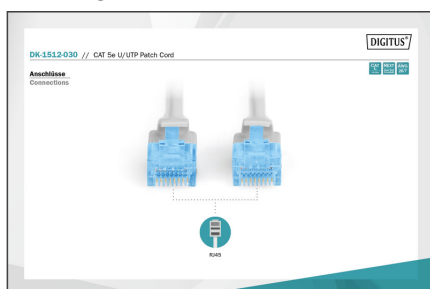 DIGITUS®
DK-1512-030 // CAT 5e U/UTP Patch Cord
Anschlüsse
Connections
RJ45